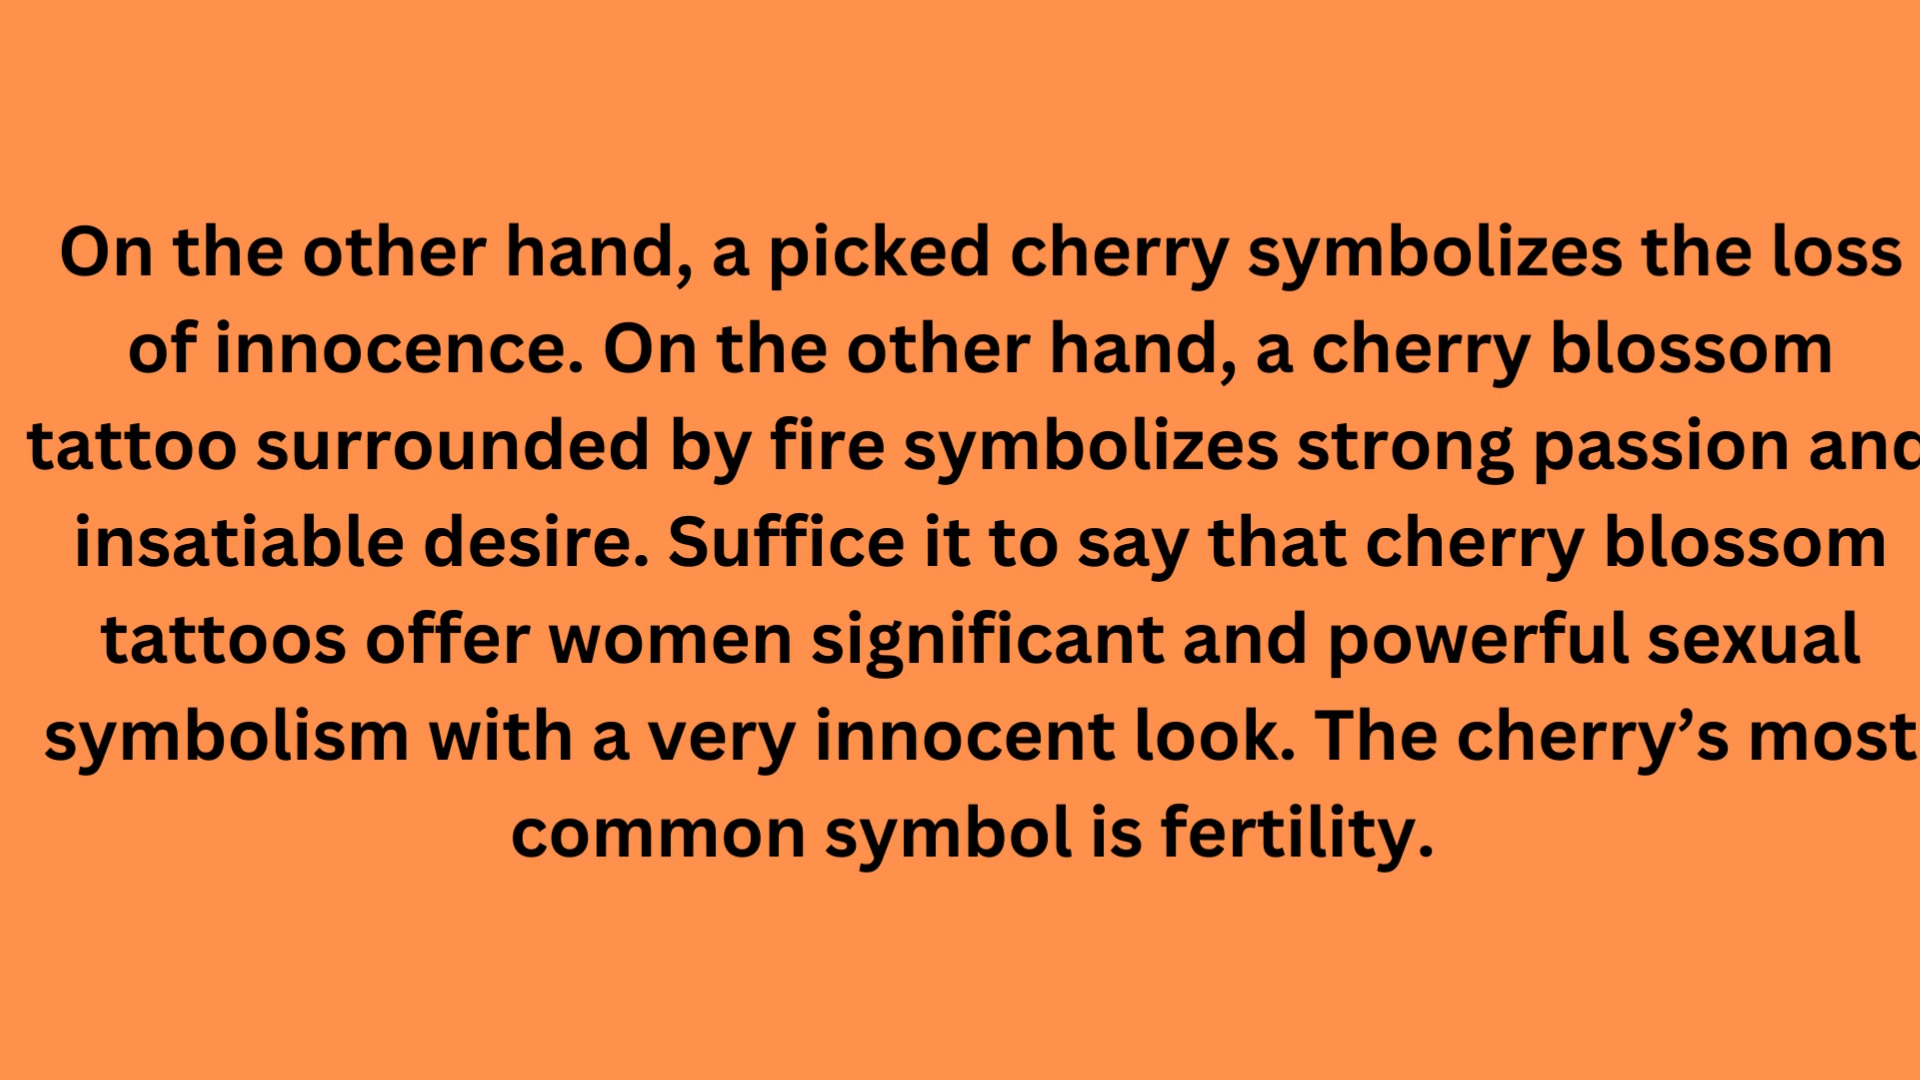 On the other hand, a picked cherry symbolizes the loss
of innocence. On the other hand, a cherry blossom
tattoo surrounded by fire symbolizes strong passion and
insatiable desire. Suffice it to say that cherry blossom
tattoos offer women significant and powerful sexual
symbolism with a very innocent look. The cherry’s most
common symbol is fertility.